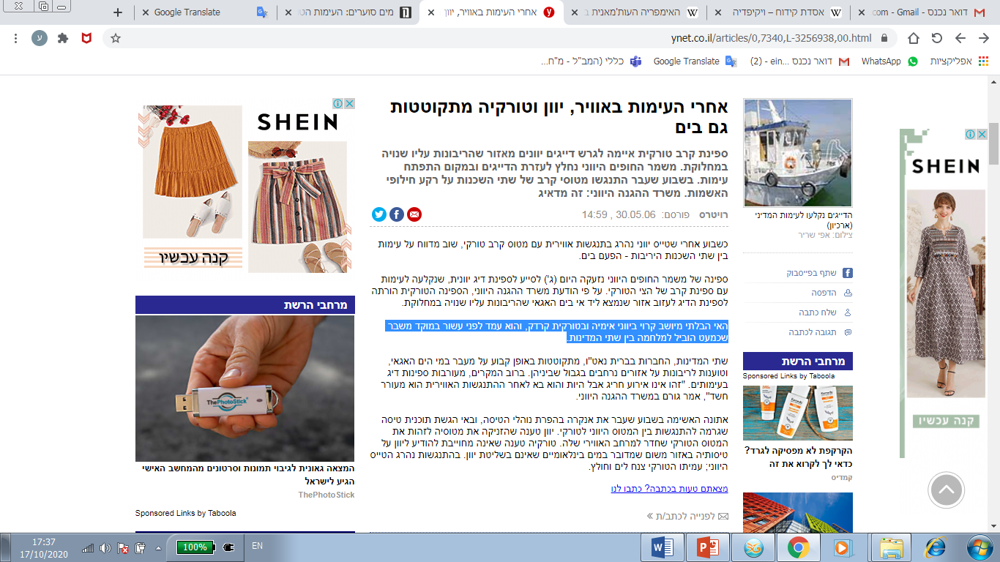 דואר נכנס - com - Gmail
אסדת קידוח – ויקיפדיה
האימפריה העות'מאנית ב
אחרי העימות באוויר, יוון
מים סוערים: העימות הטו
Google Translate
ynet.co.il/articles/0,7340,L-3256938,00.html
ע
אפליקציות
WhatsApp
דואר נכנס (2) - ein...
Google Translate
כללי (המב"ל - מ"ח...
אחרי העימות באוויר, יוון וטורקיה מתקוטטות
גם בים
ספינת קרב טורקית איימה לגרש דייגים יוונים מאזור שהריבונות עליו שנויה
במחלוקת. משמר החופים היווני נחלץ לעזרת הדייגים ובמקום התפתח
עימות. בשבוע שעבר התנגשו מטוסי קרב של שתי השכנות על רקע חילופי
האשמות. משרד ההגנה היווני: זה מדאיג
רויטרס פורסם: 30.05.06 , 14:59
כשבוע אחרי שטייס יווני נהרג בתנגשות אווירית עם מטוס קרב טורקי, שוב מדווח על עימות
בין שתי השכנות היריבות - הפעם בים.
ספינה של משמר החופים היווני נזעקה היום (ג') לסייע לספינת דיג יוונית, שנקלעה לעימות
עם ספינת קרב של הצי הטורקי. על פי הודעת משרד ההגנה היווני, הספינה הטורקית הורתה
לספינת הדיג לעזוב אזור שנמצא ליד אי בים האגאי שהריבונות עליו שנויה במחלוקת.
האי הבלתי מיושב קרוי ביווני אימיה ובטורקית קרדק, והוא עמד לפני עשור במוקד משבר
שכמעט הוביל למלחמה בין שתי המדינות.
שתי המדינות, החברות בברית נאט"ו, מתקוטטות באופן קבוע על מעבר במי הים האגאי,
וטוענות לריבונות על אזורים נרחבים בגבול שביניהן. ברוב המקרים, מעורבות ספינות דיג
בעימותים. "זהו אינו אירוע חריג אבל היות והוא בא לאחר ההתנגשות האווירית הוא מעורר
חשד", אמר גורם במשרד ההגנה היווני.
אתונה האשימה בשבוע שעבר את אנקרה בהפרת נוהלי הטיסה, ובאי הגשת תוכנית טיסה
שגרמה להתנגשות בין המטוס היווני לטורקי. יוון טענה שהזניקה את מטוסיה לזהות את
המטוס הטורקי שחדר למרחב האווירי שלה. טורקיה טענה שאינה מחוייבת להודיע ליוון על
טיסותיה באזור משום שמדובר במים בינלאומיים שאינם בשליטת יוון. בהתנגשות נהרג הטייס
היווני; עמיתו הטורקי צנח לים וחולץ.
מצאתם טעות בכתבה? כתבו לנו
לפנייה לכתב/ת
הדייגים נקלעו לעימות המדיני
(ארכיון)
צילום: אפי שריר
שתף בפייסבוק
הדפסה
שלח כתבה
תגובה לכתבה
מרחבי הרשת
Sponsored Links by Taboola
הקרקפת לא מפסיקה לגרד?
כדאי לך לקרוא את זה
קמדיס
SHEIN
קנה עכשיו
SHEIN
קנה עכשיו
מרחבי הרשת
ThePhotoStick
המצאה גאונית לגיבוי תמונות וסרטונים מהמחשב האישי
הגיע לישראל
ThePhotoStick
Sponsored Links by Taboola
17:37
17/10/2020
100%
EN